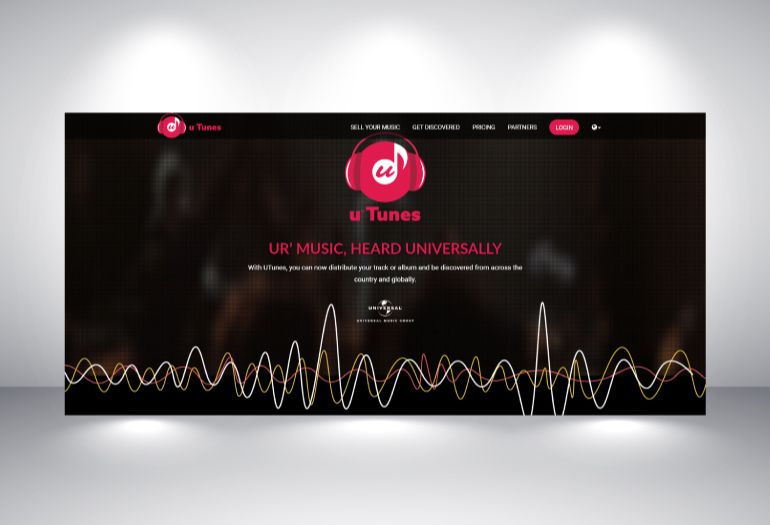 u Tunes
SELL YOUR MUSIC GET DISCOVERED PRICING PARTNERS LOGIN
u
u Tunes
UR' MUSIC, HEARD UNIVERSALLY
With UTunes, you can now distribute your track or album and be discovered from across the
country and globally.
UNIVERSAL
UNIVERSAL MUSIC GROUP